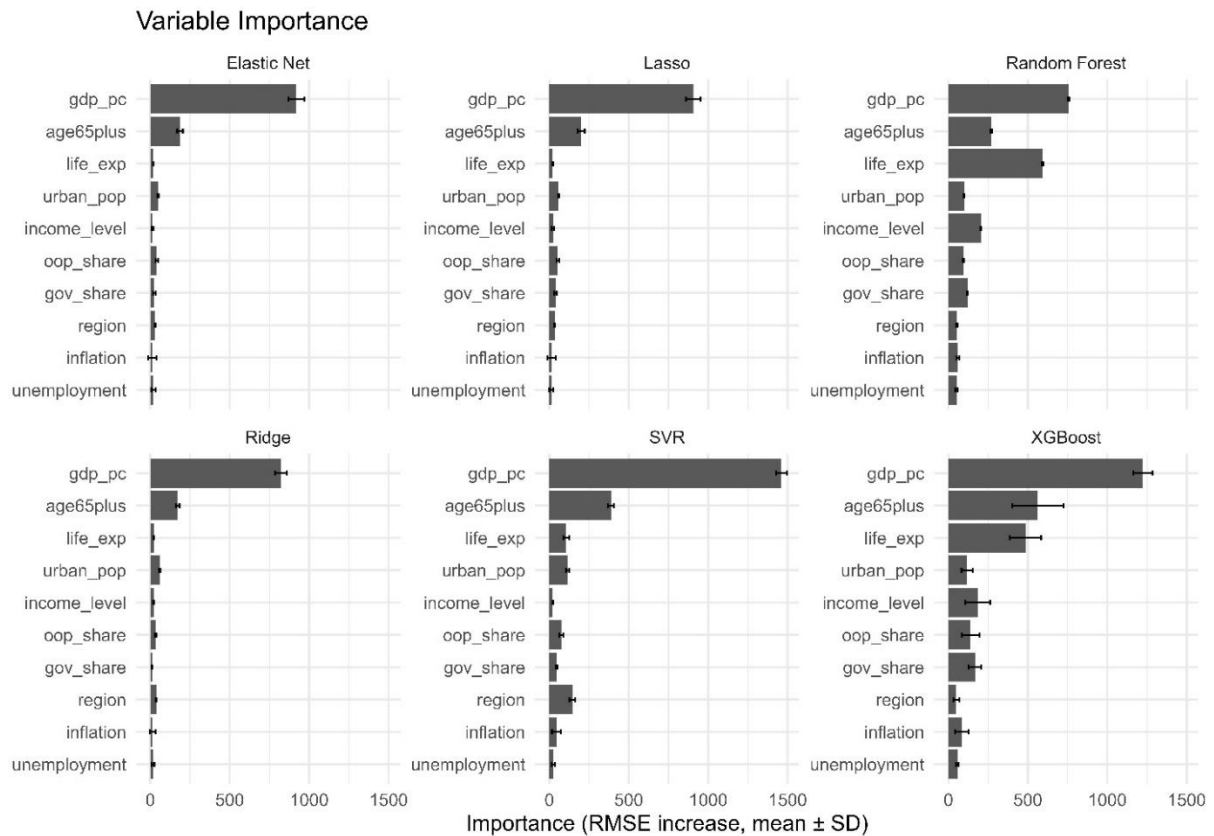 Variable Importance
Elastic Net
Lasso
Random Forest
gdp_pc
gdp_pc
gdp_pc
age65plus
age65plus
age65plus
life_exp
life_exp
life_exp
urban_pop
urban_pop
urban_pop
income_level
income_level
income_level
oop_share
oop_share
oop_share
gov_share
gov_share
gov_share
region
region
region
inflation
inflation
inflation
unemployment
unemployment
unemployment
Ridge
SVR
XGBoost
gdp_pc
gdp_pc
gdp_pc
age65plus
age65plus
age65plus
life_exp
life_exp
life_exp
urban_pop
urban_pop
urban_pop
income_level
income_level
income_level
oop_share
oop_share
oop_share
gov_share
gov_share
gov_share
region
region
region
inflation
inflation
inflation
unemployment
unemployment
unemployment
0 500 1000 1500
0 500 1000 1500
0 500 1000 1500
Importance (RMSE increase, mean ± SD)